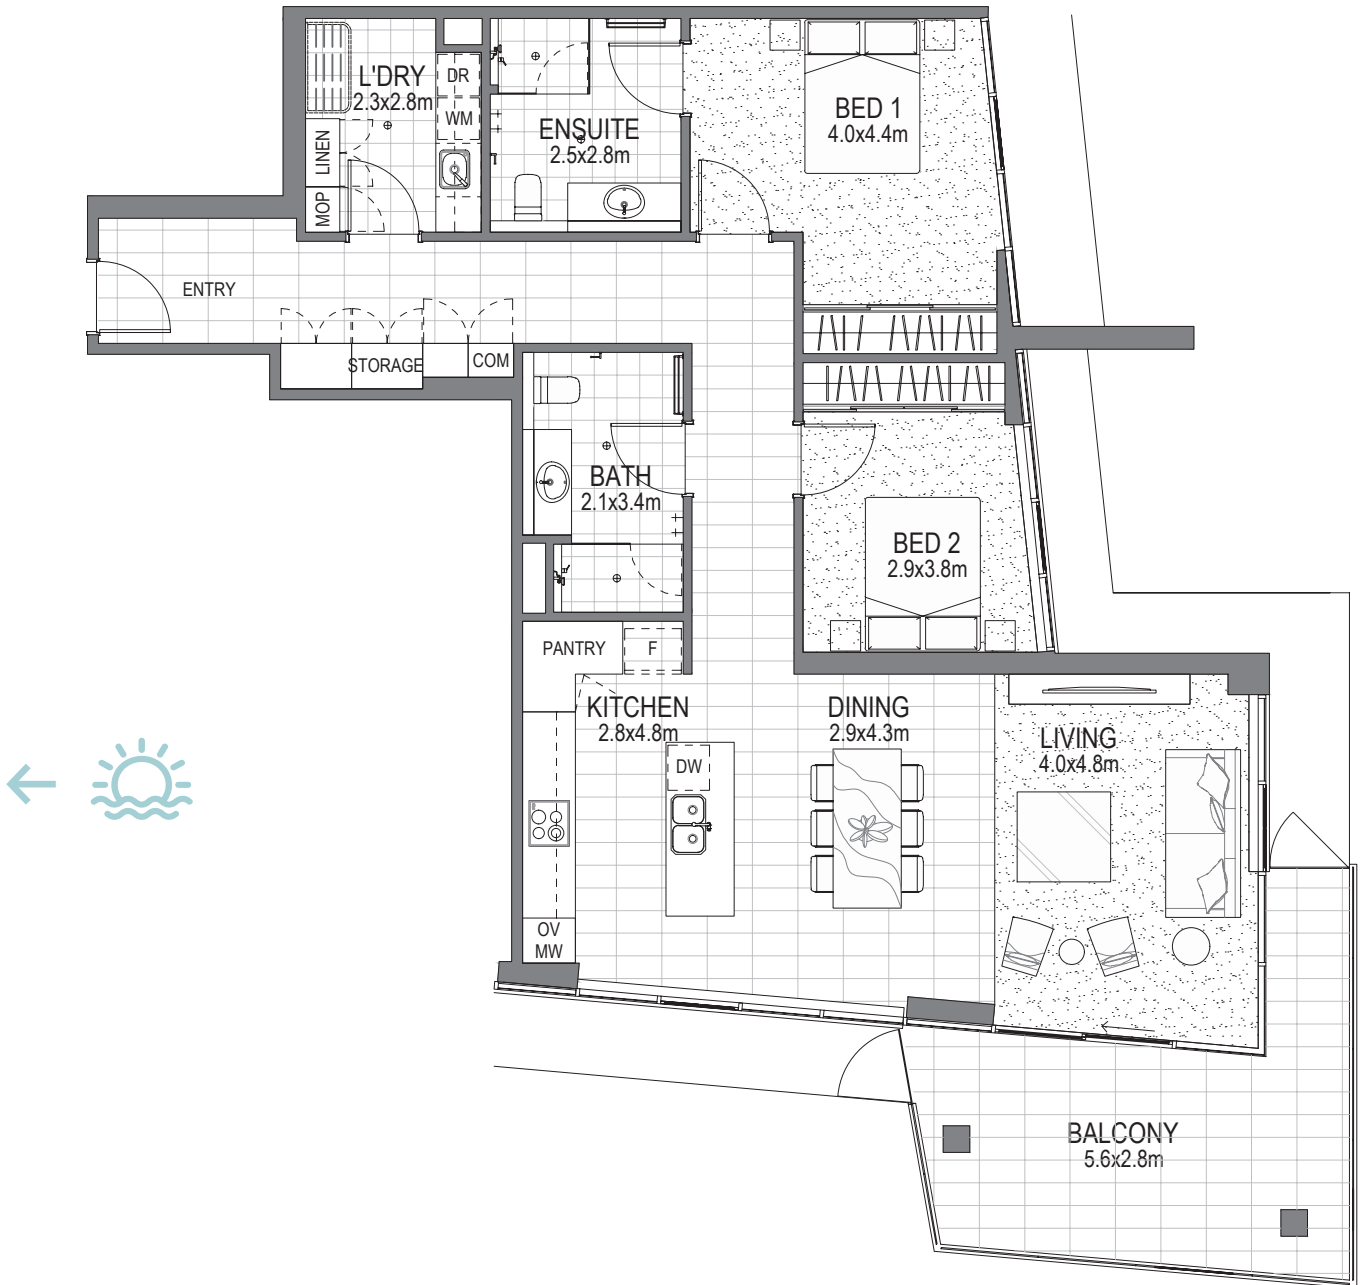 L'DRY
2.3x2.8m
DR
WM
LINEN
MOP
ENSUITE
2.5x2.8m
BED 1
4.0x4.4m
ENTRY
STORAGE
COM
BATH
2.1x3.4m
BED 2
2.9x3.8m
PANTRY
F
KITCHEN
2.8x4.8m
DINING
2.9x4.3m
LIVING
4.0x4.8m
DW
OV
MW
BALCONY
5.6x2.8m